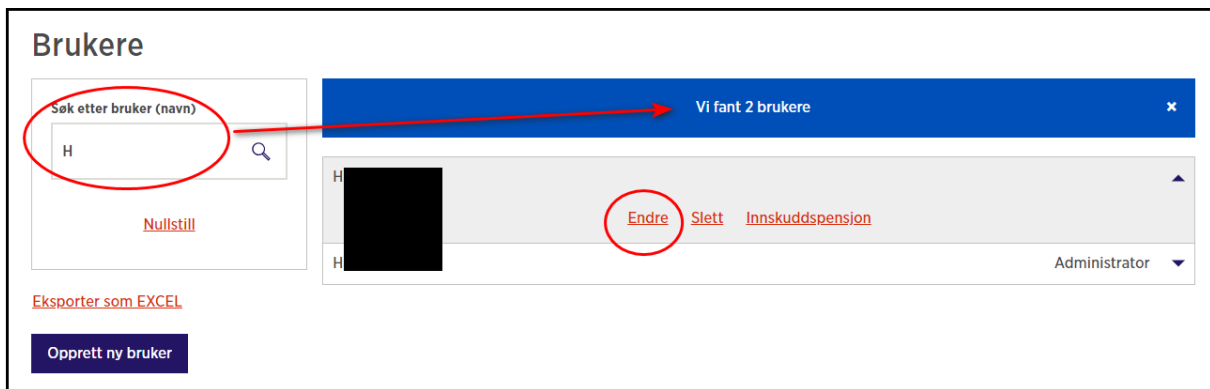 Brukere
Søk etter bruker (navn)
H
Nullstill
Eksporter som EXCEL
Opprett ny bruker
Vi fant 2 brukere
H
Endre Slett Innskuddspensjon
H Administrator